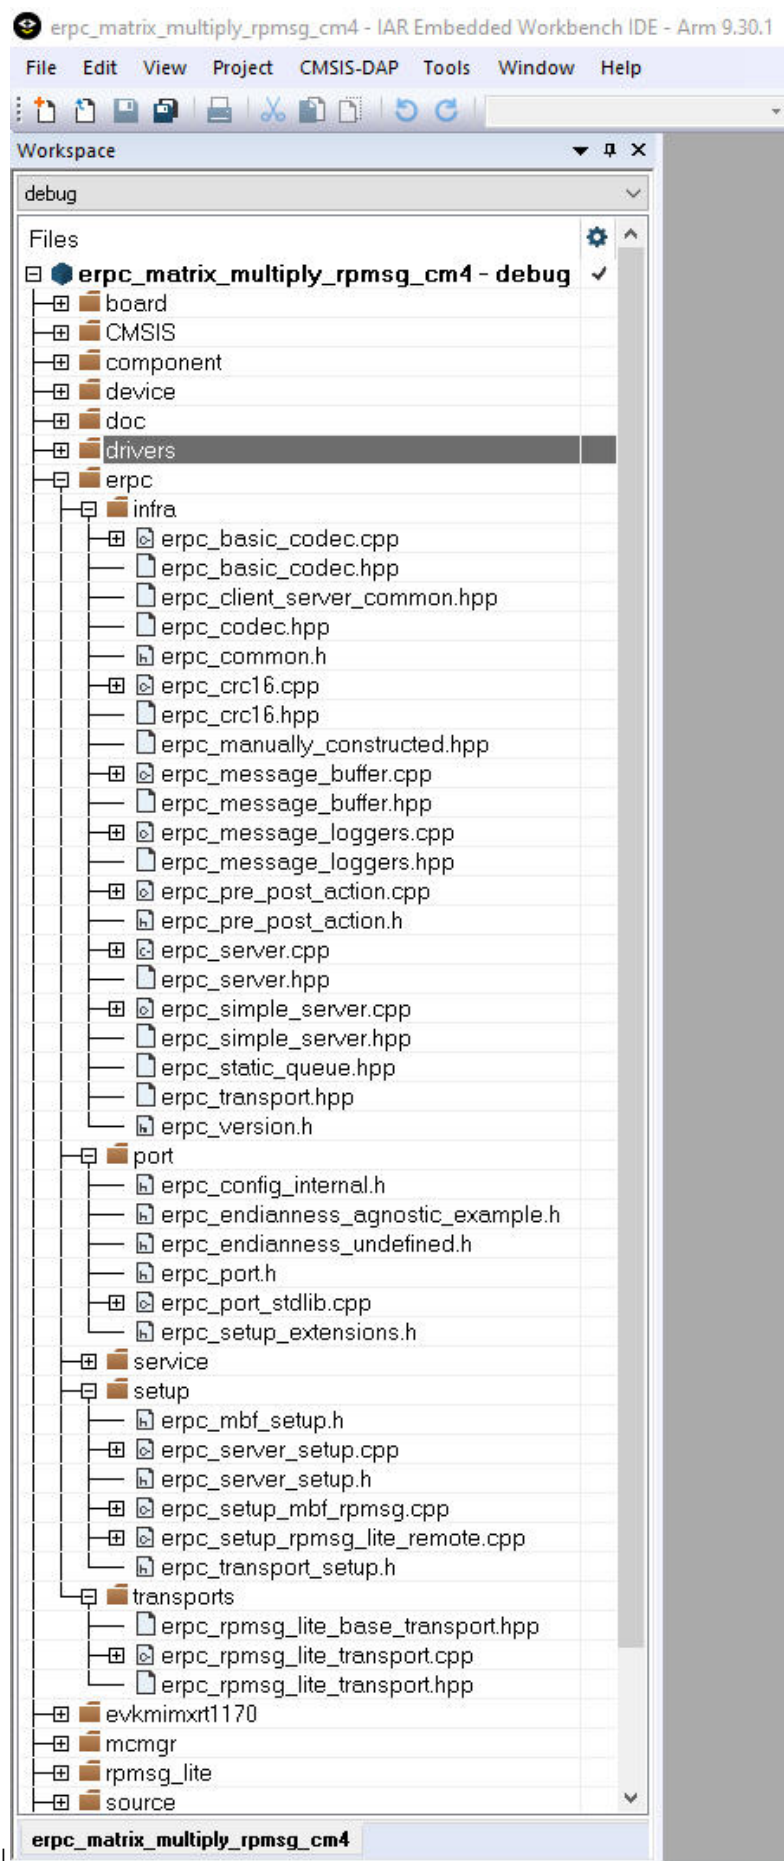 erpc_matrix_multiply_rpmsg_cm4 - IAR Embedded Workbench IDE - Arm 9.30.1
File Edit View Project CMSIS-DAP Tools Window Help
Workspace
debug
Files
erpc_matrix_multiply_rpmsg_cm4 - debug
board
CMSIS
component
device
doc
drivers
erpc
infra
erpc_basic_codec.cpp
erpc_basic_codec.hpp
erpc_client_server_common.hpp
erpc_codec.hpp
erpc_common.h
erpc_crc16.cpp
erpc_crc16.hpp
erpc_manually_constructed.hpp
erpc_message_buffer.cpp
erpc_message_buffer.hpp
erpc_message_loggers.cpp
erpc_message_loggers.hpp
erpc_pre_post_action.cpp
erpc_pre_post_action.h
erpc_server.cpp
erpc_server.hpp
erpc_simple_server.cpp
erpc_simple_server.hpp
erpc_static_queue.hpp
erpc_transport.hpp
erpc_version.h
port
erpc_config_internal.h
erpc_endianness_agnostic_example.h
erpc_endianness_undefined.h
erpc_port.h
erpc_port_stdlib.cpp
erpc_setup_extensions.h
service
setup
erpc_mbf_setup.h
erpc_server_setup.cpp
erpc_server_setup.h
erpc_setup_mbf_rpmsg.cpp
erpc_setup_rpmsg_lite_remote.cpp
erpc_transport_setup.h
transports
erpc_rpmsg_lite_base_transport.hpp
erpc_rpmsg_lite_transport.cpp
erpc_rpmsg_lite_transport.hpp
evkmimxrt1170
mcmgr
rpmsg_lite
source
erpc_matrix_multiply_rpmsg_cm4